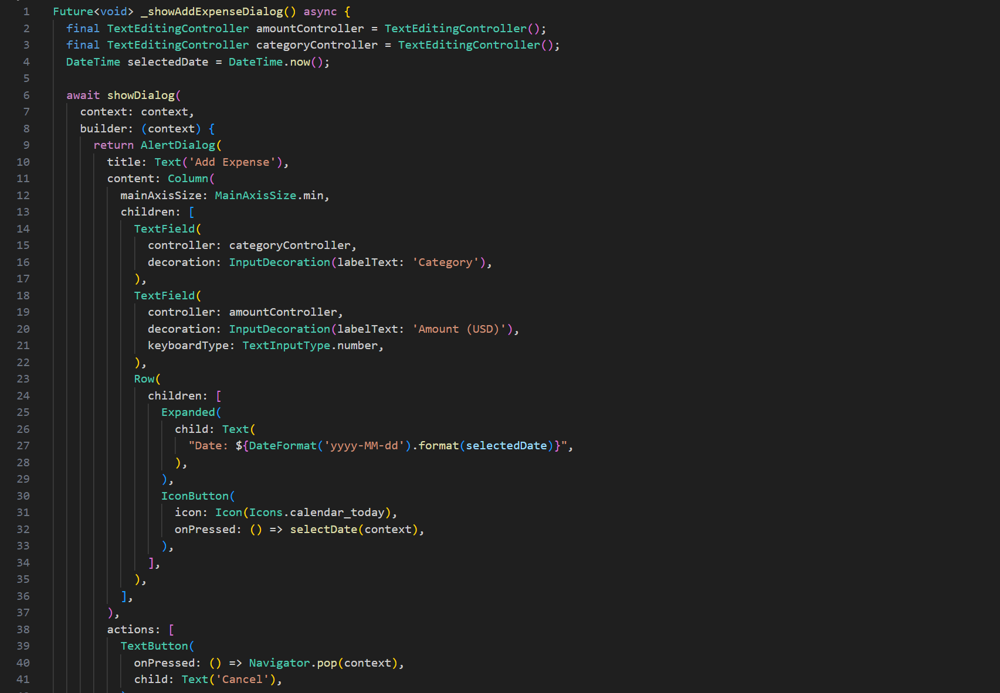 1 Future<void> _showAddExpenseDialog() async {
2   final TextEditingController amountController = TextEditingController();
3   final TextEditingController categoryController = TextEditingController();
4   DateTime selectedDate = DateTime.now();
5
6   await showDialog(
7     context: context,
8     builder: (context) {
9       return AlertDialog(
10         title: Text('Add Expense'),
11         content: Column(
12           mainAxisSize: MainAxisSize.min,
13           children: [
14             TextField(
15               controller: categoryController,
16               decoration: InputDecoration(labelText: 'Category'),
17             ),
18             TextField(
19               controller: amountController,
20               decoration: InputDecoration(labelText: 'Amount (USD)'),
21               keyboardType: TextInputType.number,
22             ),
23             Row(
24               children: [
25                 Expanded(
26                   child: Text(
27                     "Date: ${DateFormat('yyyy-MM-dd').format(selectedDate)}",
28                   ),
29                 ),
30                 IconButton(
31                   icon: Icon(Icons.calendar_today),
32                   onPressed: () => selectDate(context),
33                 ),
34               ],
35             ),
36           ],
37         ),
38         actions: [
39           TextButton(
40             onPressed: () => Navigator.pop(context),
41             child: Text('Cancel'),